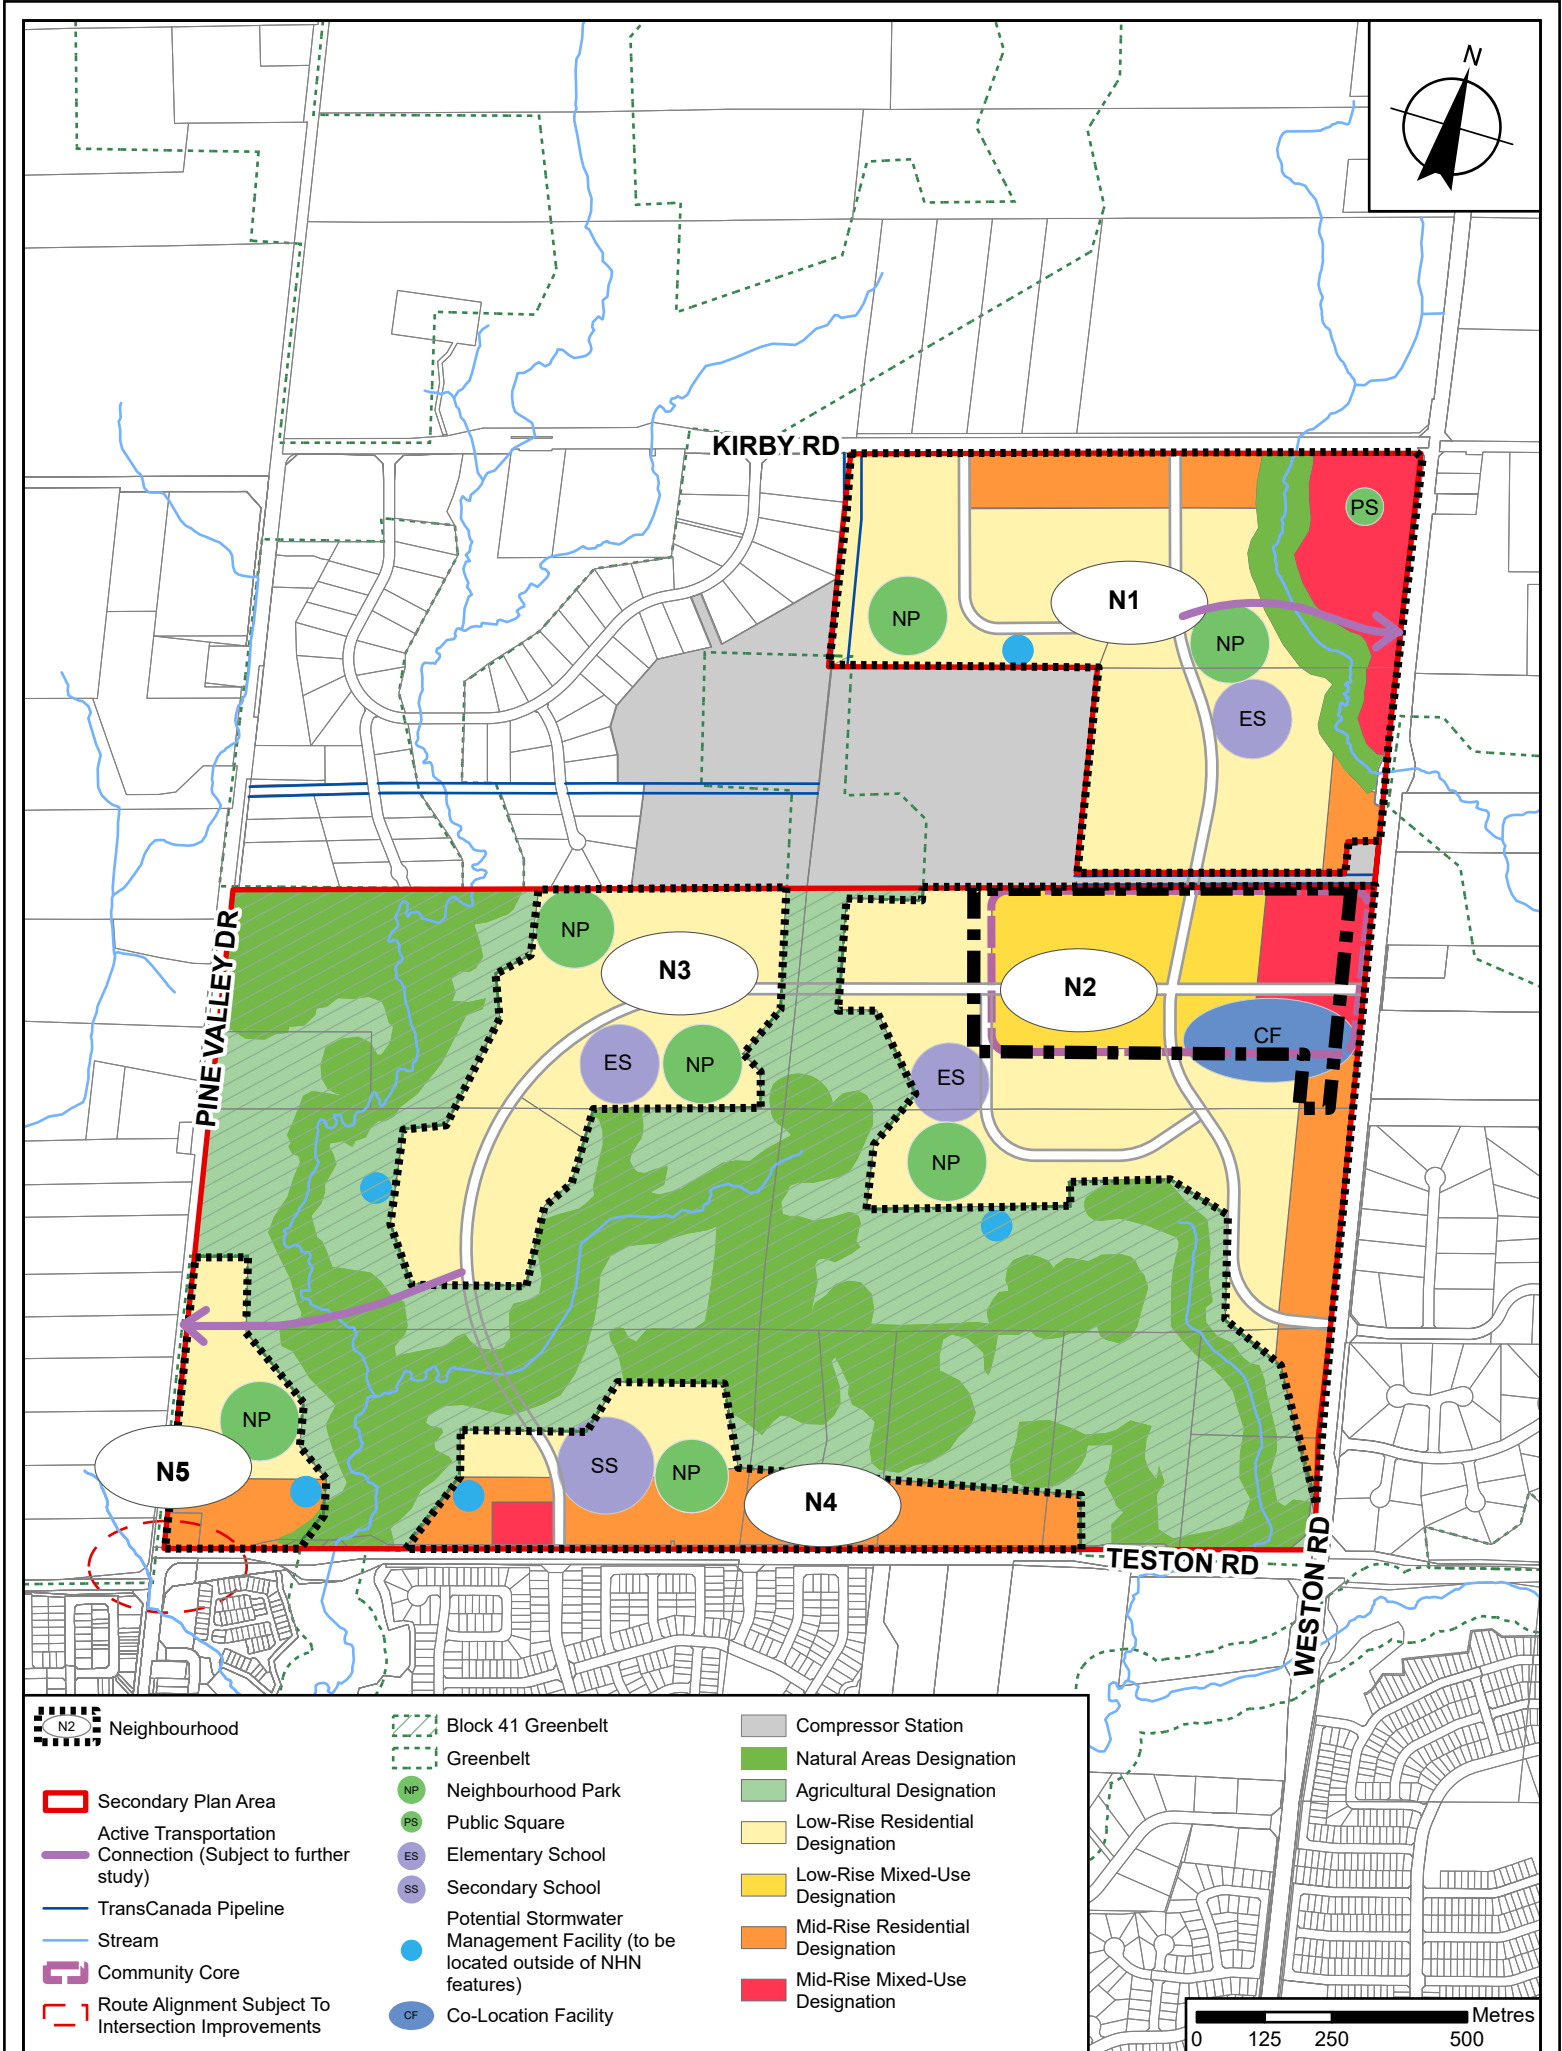 N
KIRBY RD
PS
N1
NP
NP
ES
PINE VALLEY DR
NP
N3
N2
CF
ES
NP
ES
NP
NP
N5
SS
NP
N4
TESTON RD
WESTON RD
N2
Neighbourhood
Secondary Plan Area
Active Transportation
Connection (Subject to further
study)
TransCanada Pipeline
Stream
Community Core
Route Alignment Subject To
Intersection Improvements
Block 41 Greenbelt
Greenbelt
NP
Neighbourhood Park
PS
Public Square
ES
Elementary School
SS
Secondary School
Potential Stormwater
Management Facility (to be
located outside of NHN
features)
CF
Co-Location Facility
Compressor Station
Natural Areas Designation
Agricultural Designation
Low-Rise Residential
Designation
Low-Rise Mixed-Use
Designation
Mid-Rise Residential
Designation
Mid-Rise Mixed-Use
Designation
Metres
0 125 250 500